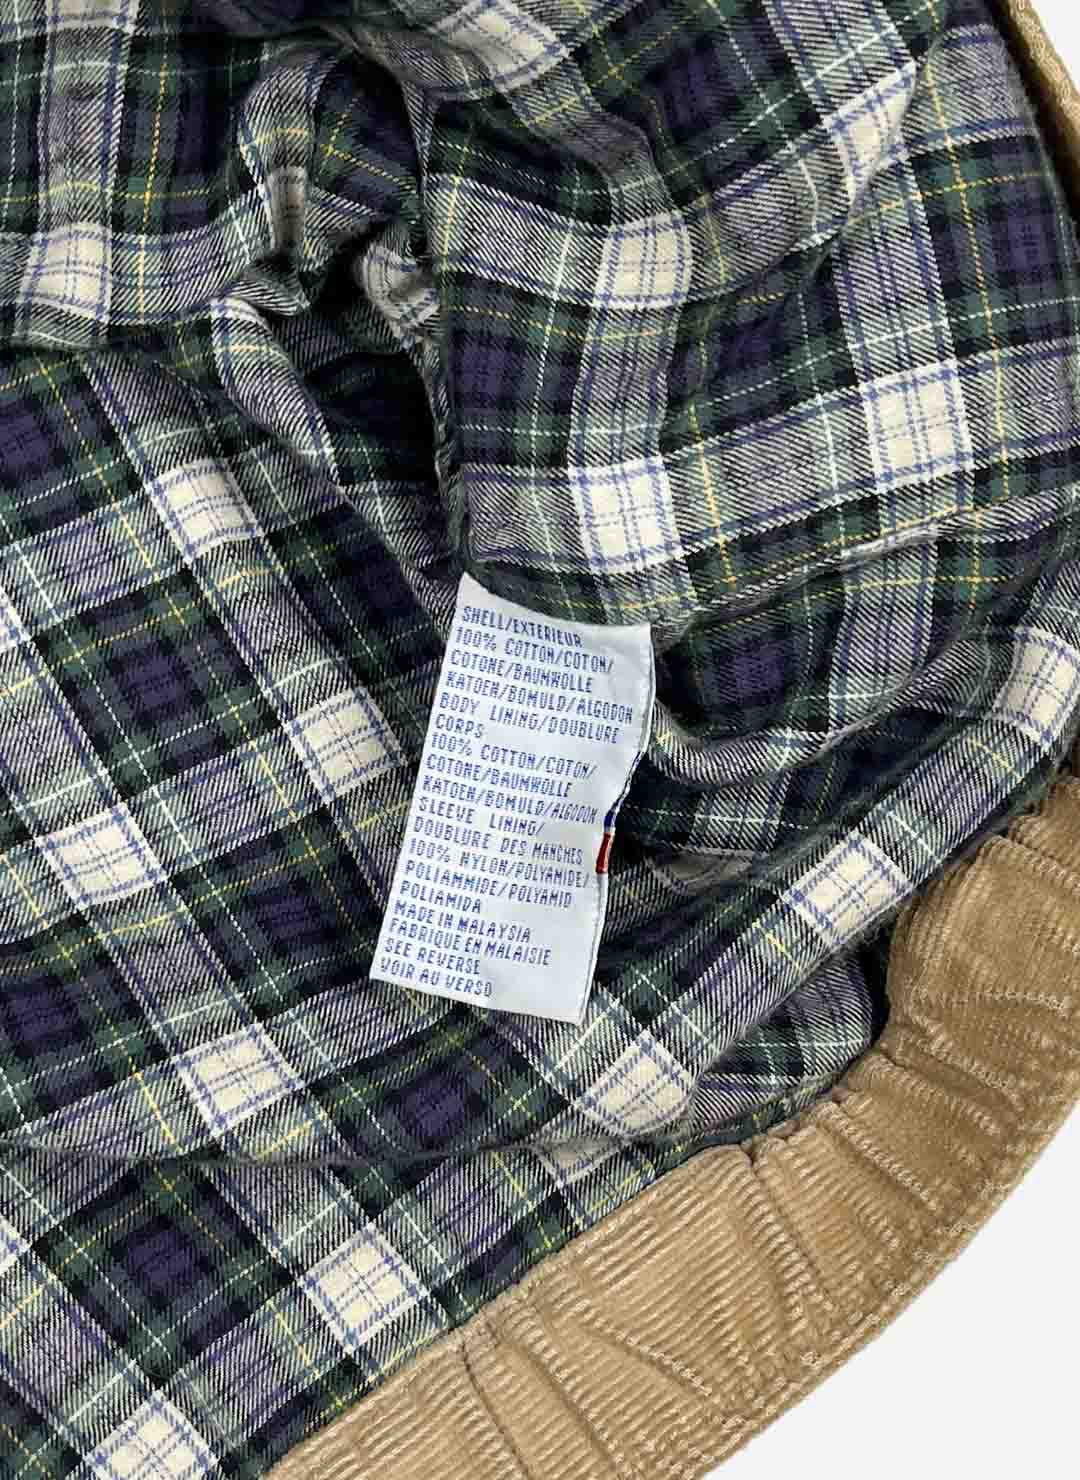 SHELL/EXTERIEUR
100% COTTON/COTON/
COTONE/BAUMWOLLE
KATOEN/BOMULD/ALGODON
BODY LINING/DOUBLURE
CORPS
100% COTTON/COTON/
COTONE/BAUMWOLLE
KATOEN/BOMULD/ALGODON
SLEEVE LINING/
DOUBLURE DES MANCHES
100% NYLON/POLYAMIDE/
POLIAMMIDE/POLYAMID
POLIAMIDA
MADE IN MALAYSIA
FABRIQUE EN MALAISIE
SEE REVERSE
VOIR AU VERSO